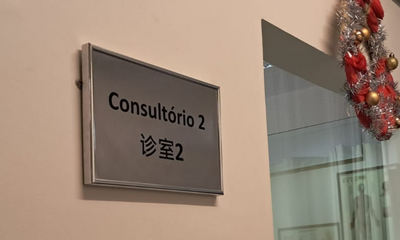 Consultório 2
诊室2